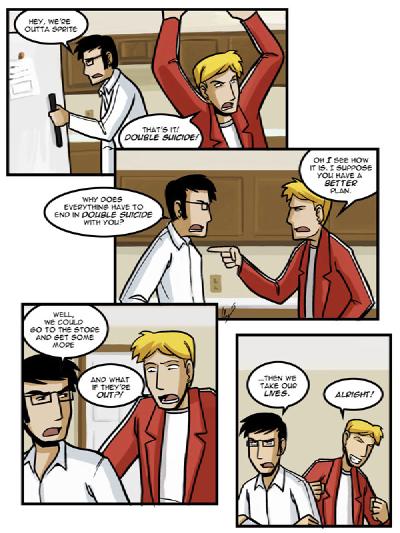 HEY, WE'RE
OUTTA SPRITE
THAT'S IT!
DOUBLE SUICIDE!
WHY DOES
EVERYTHING HAVE TO
END IN DOUBLE SUICIDE
WITH YOU?
OH I SEE HOW
IT IS. I SUPPOSE
YOU HAVE A
BETTER
PLAN.
WELL,
WE COULD
GO TO THE STORE
AND GET SOME
MORE
AND WHAT
IF THEY'RE
OUT?!
...THEN WE
TAKE OUR
LIVES.
ALRIGHT!